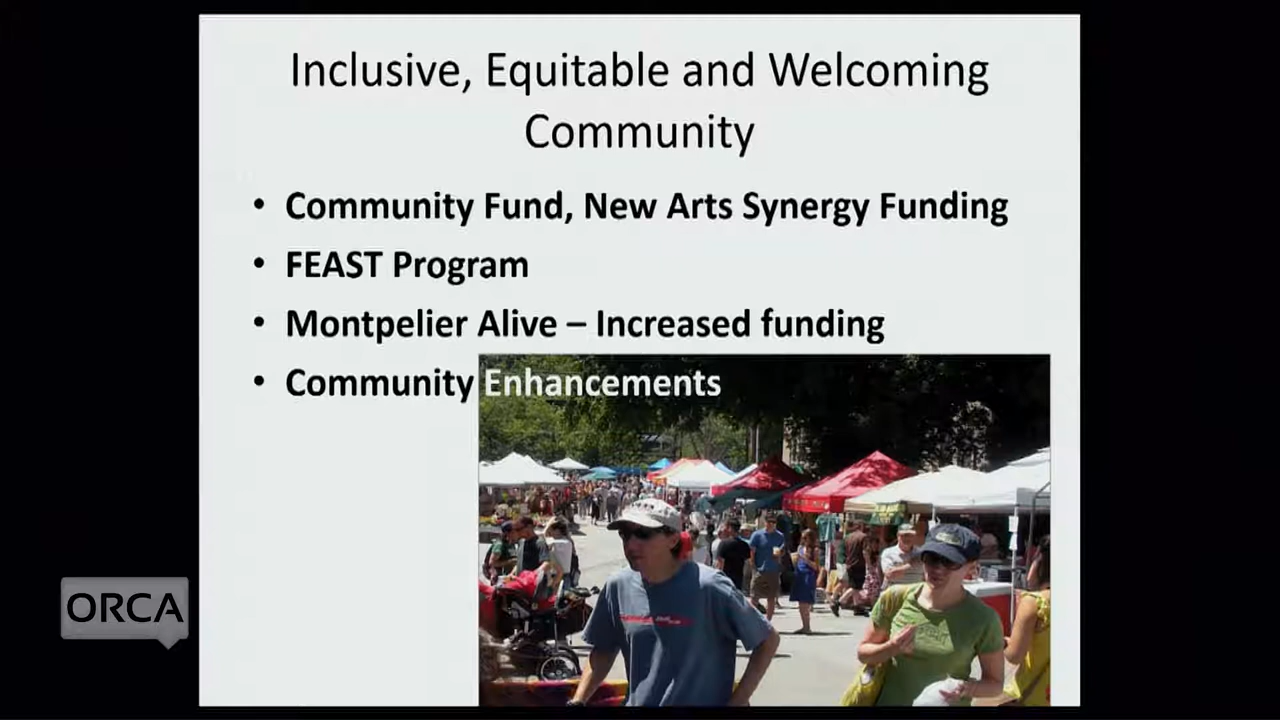 Inclusive, Equitable and Welcoming
Community
• Community Fund, New Arts Synergy Funding
• FEAST Program
• Montpelier Alive – Increased funding
• Community Enhancements
ORCA